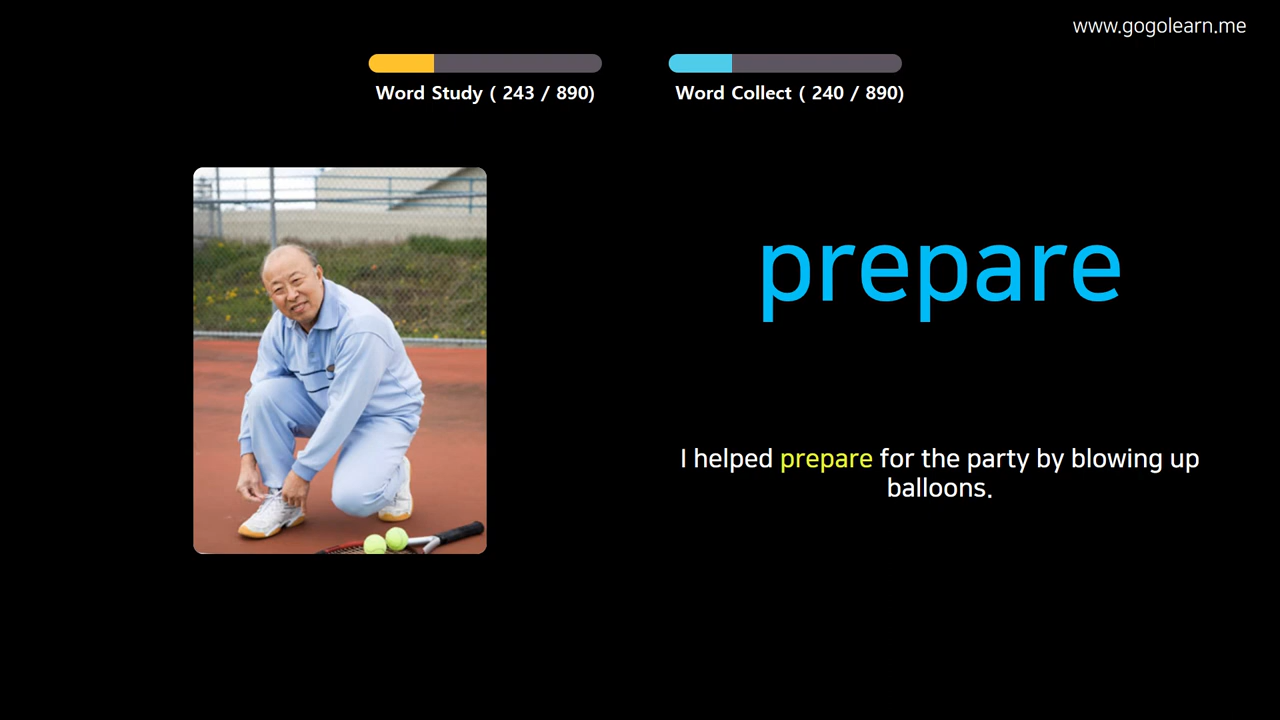 www.gogolearn.me
Word Study ( 243 / 890)
Word Collect ( 240 / 890)
prepare
I helped prepare for the party by blowing up
balloons.